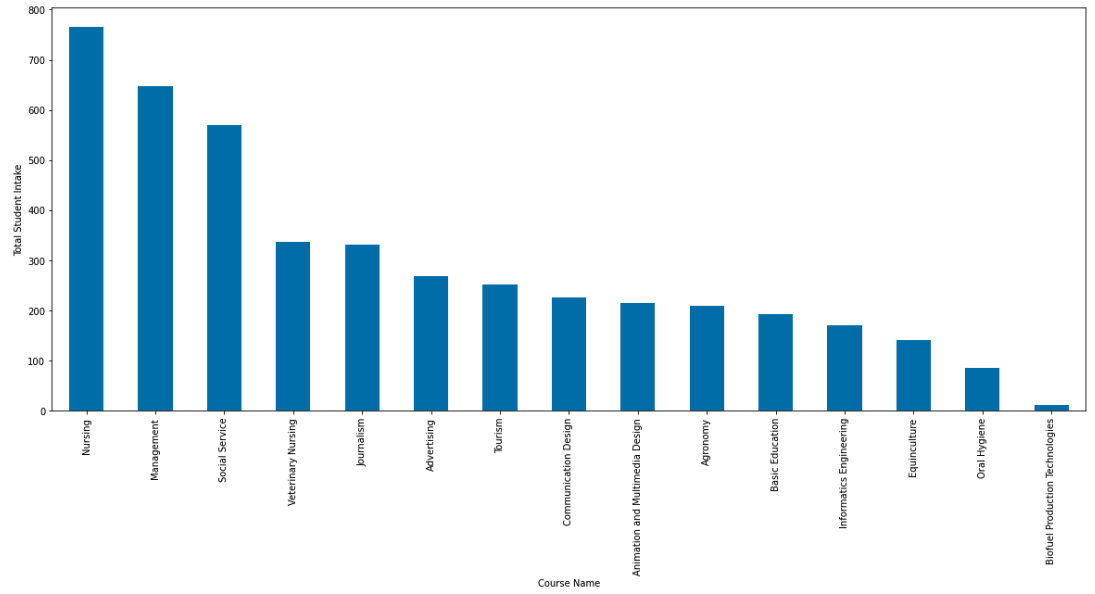 800
700
600
500
400
300
200
100
0
Total Student Intake
Nursing
Management
Social Service
Veterinary Nursing
Journalism
Advertising
Tourism
Communication Design
Animation and Multimedia Design
Agronomy
Basic Education
Informatics Engineering
Equinculture
Oral Hygiene
Biofuel Production Technologies
Course Name